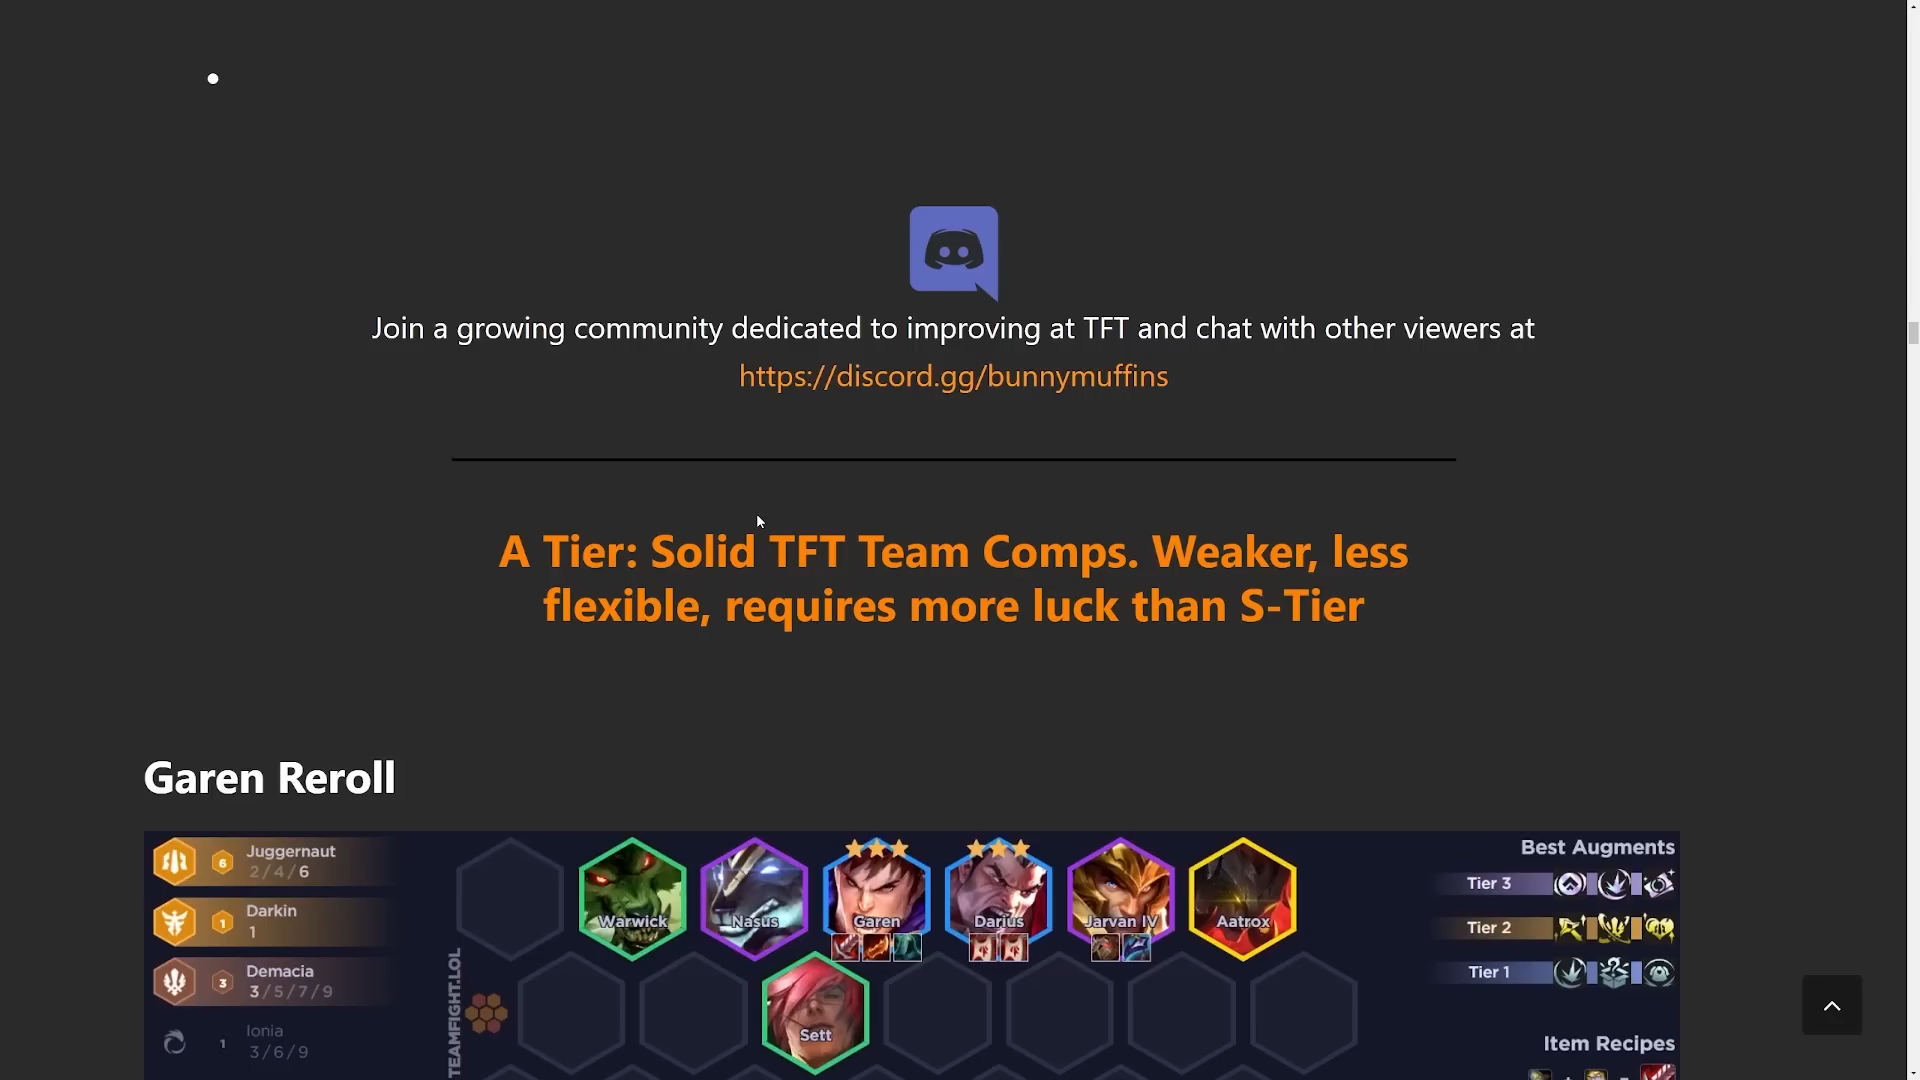 Join a growing community dedicated to improving at TFT and chat with other viewers at
https://discord.gg/bunnymuffins
A Tier: Solid TFT Team Comps. Weaker, less
flexible, requires more luck than S-Tier
Garen Reroll
6 Juggernaut
2/4/6
1 Darkin
1
3 Demacia
3/5/7/9
1 Ionia
3/6/9
TEAMFIGHT.LOL
Warwick Nasus Garen Darius Jarvan IV Aatrox
Sett
Best Augments
Tier 3
Tier 2
Tier 1
Item Recipes